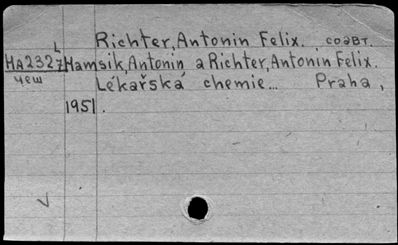 Richter, Antonin Felix. соавт.
L
HA2327 Hamsik, Antonin a Richter, Antonin Felix.
чеш Lékařská chemie... Praha,
1951.
V